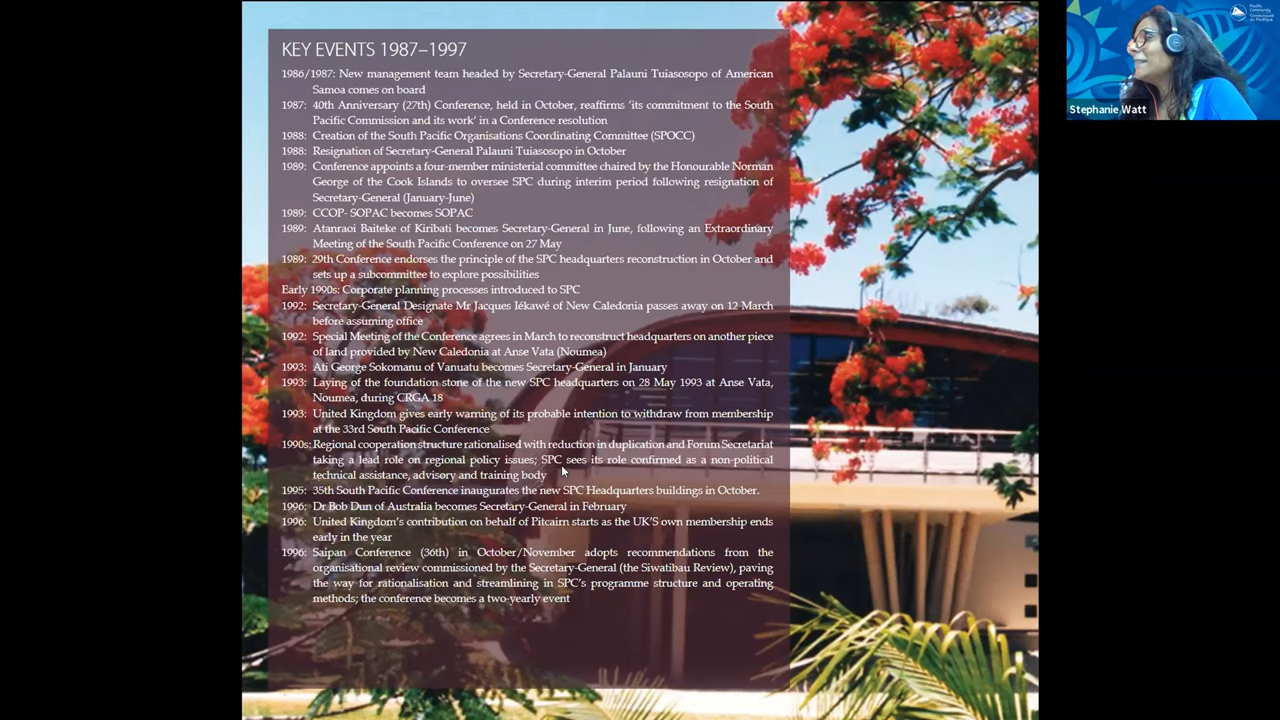 KEY EVENTS 1987–1997
1986/1987: New management team headed by Secretary-General Palauni Tuiasosopo of American
Samoa comes on board
1987: 40th Anniversary (27th) Conference, held in October, reaffirms ‘its commitment to the South
Pacific Commission and its work’ in a Conference resolution
1988: Creation of the South Pacific Organisations Coordinating Committee (SPOCC)
1988: Resignation of Secretary-General Palauni Tuiasosopo in October
1989: Conference appoints a four-member ministerial committee chaired by the Honourable Norman
George of the Cook Islands to oversee SPC during interim period following resignation of
Secretary-General (January-June)
1989: CCOP- SOPAC becomes SOPAC
1989: Atanraoi Baiteke of Kiribati becomes Secretary-General in June, following an Extraordinary
Meeting of the South Pacific Conference on 27 May
1989: 29th Conference endorses the principle of the SPC headquarters reconstruction in October and
sets up a subcommittee to explore possibilities
Early 1990s: Corporate planning processes introduced to SPC
1992: Secretary-General Designate Mr Jacques Iékawé of New Caledonia passes away on 12 March
before assuming office
1992: Special Meeting of the Conference agrees in March to reconstruct headquarters on another piece
of land provided by New Caledonia at Anse Vata (Noumea)
1993: Ati George Sokomanu of Vanuatu becomes Secretary-General in January
1993: Laying of the foundation stone of the new SPC headquarters on 28 May 1993 at Anse Vata,
Noumea, during CRGA 18
1993: United Kingdom gives early warning of its probable intention to withdraw from membership
at the 33rd South Pacific Conference
1990s: Regional cooperation structure rationalised with reduction in duplication and Forum Secretariat
taking a lead role on regional policy issues; SPC sees its role confirmed as a non-political
technical assistance, advisory and training body
1995: 35th South Pacific Conference inaugurates the new SPC Headquarters buildings in October.
1996: Dr Bob Dun of Australia becomes Secretary-General in February
1996: United Kingdom’s contribution on behalf of Pitcairn starts as the UK’S own membership ends
early in the year
1996: Saipan Conference (36th) in October/November adopts recommendations from the
organisational review commissioned by the Secretary-General (the Siwatibau Review), paving
the way for rationalisation and streamlining in SPC’s programme structure and operating
methods; the conference becomes a two-yearly event
Pacific
Community
Communauté
du Pacifique
Stephanie Watt